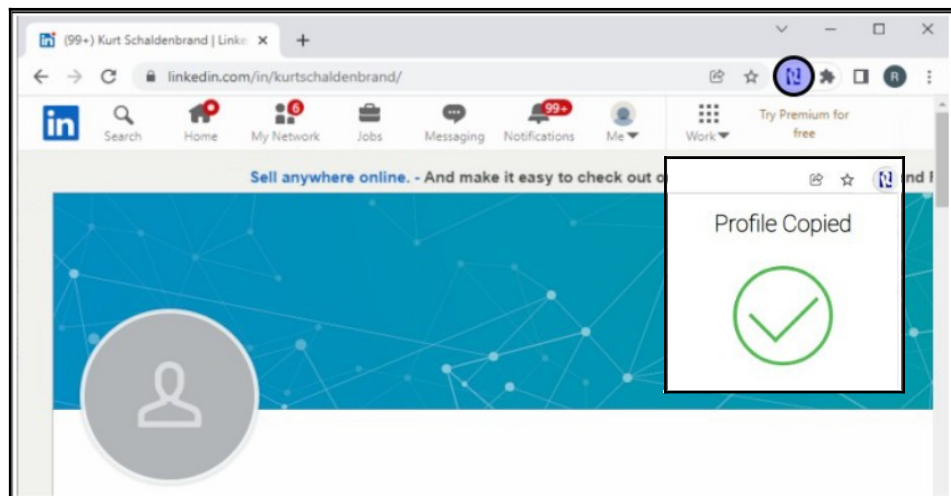 (99+) Kurt Schaldenbrand | Linke
linkedin.com/in/kurtschaldenbrand/
R
in
Search
Home
6
My Network
Jobs
Messaging
99+
Notifications
Me
Work
Try Premium for
free
Sell anywhere online. - And make it easy to check out o
nd F
Profile Copied